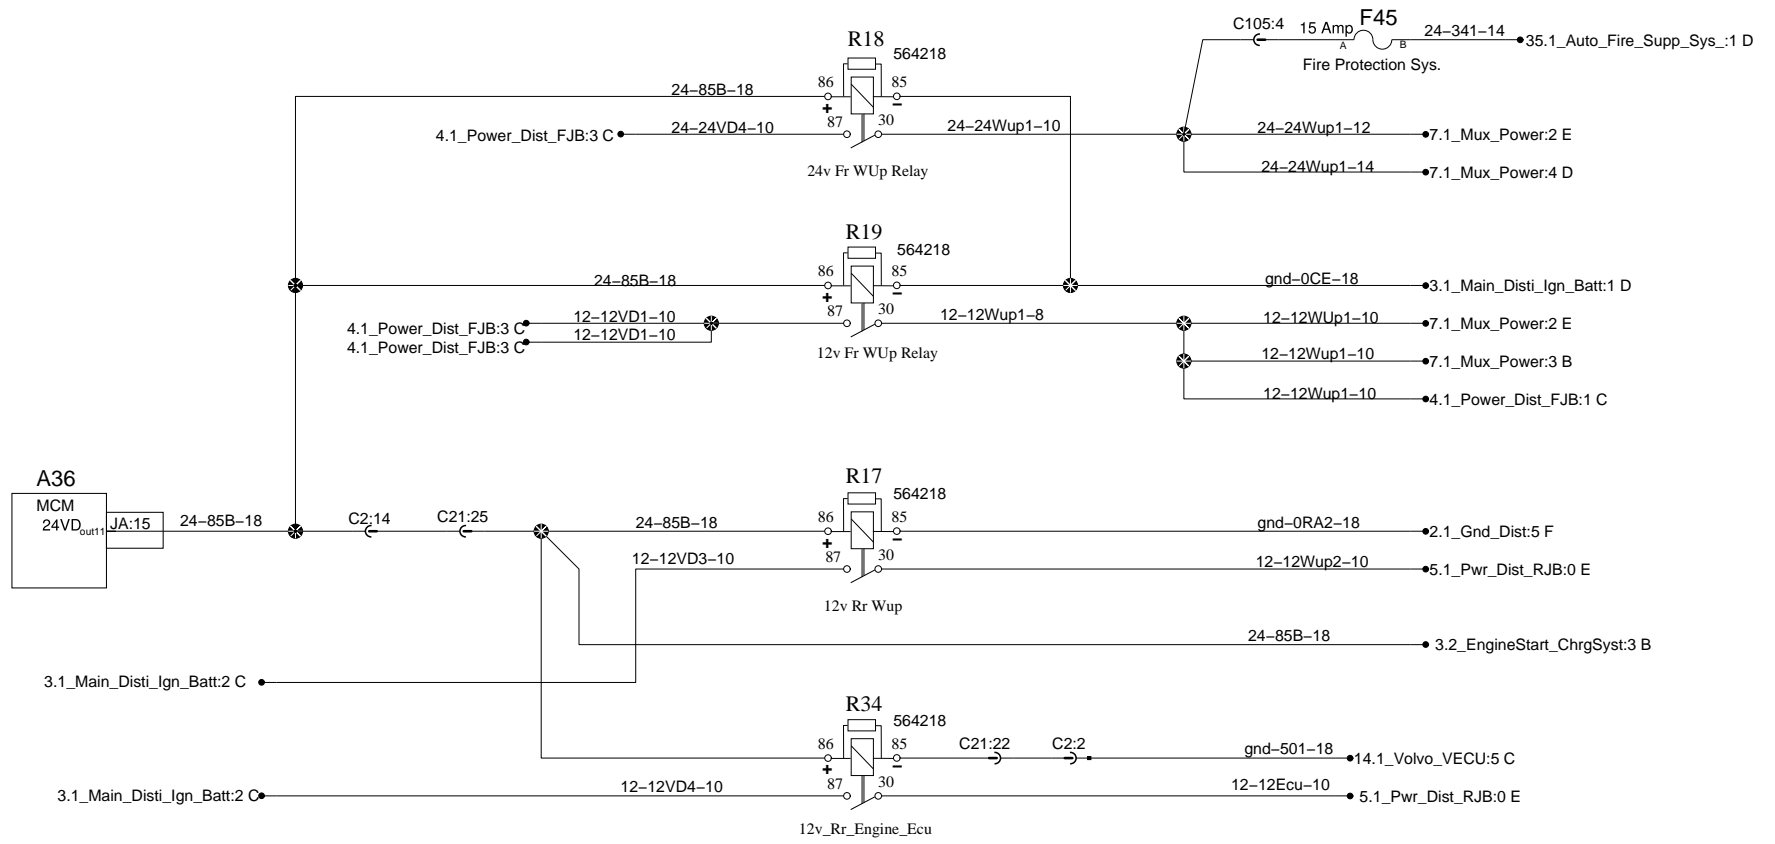 C105:4
15 Amp
F45
A
B
24-341-14
35.1_Auto_Fire_Supp_Sys_:1 D
Fire Protection Sys.
R18
564218
24-85B-18
86
85
+
-
4.1_Power_Dist_FJB:3 C
24-24VD4-10
87
30
24-24Wup1-10
24-24Wup1-12
7.1_Mux_Power:2 E
24v Fr WUp Relay
24-24Wup1-14
7.1_Mux_Power:4 D
R19
564218
24-85B-18
86
85
+
-
gnd-0CE-18
3.1_Main_Disti_Ign_Batt:1 D
4.1_Power_Dist_FJB:3 C
12-12VD1-10
87
30
12-12Wup1-8
12-12WUp1-10
7.1_Mux_Power:2 E
4.1_Power_Dist_FJB:3 C
12-12VD1-10
12v Fr WUp Relay
12-12Wup1-10
7.1_Mux_Power:3 B
12-12Wup1-10
4.1_Power_Dist_FJB:1 C
A36
MCM
24VD out11
JA:15
24-85B-18
C2:14
C21:25
R17
564218
24-85B-18
86
85
+
-
gnd-0RA2-18
2.1_Gnd_Dist:5 F
12-12VD3-10
87
30
12-12Wup2-10
5.1_Pwr_Dist_RJB:0 E
12v Rr Wup
24-85B-18
3.2_EngineStart_ChrgSyst:3 B
3.1_Main_Disti_Ign_Batt:2 C
R34
564218
86
85
+
-
C21:22
C2:2
gnd-501-18
14.1_Volvo_VECU:5 C
3.1_Main_Disti_Ign_Batt:2 C
12-12VD4-10
87
30
12-12Ecu-10
5.1_Pwr_Dist_RJB:0 E
12v_Rr_Engine_Ecu